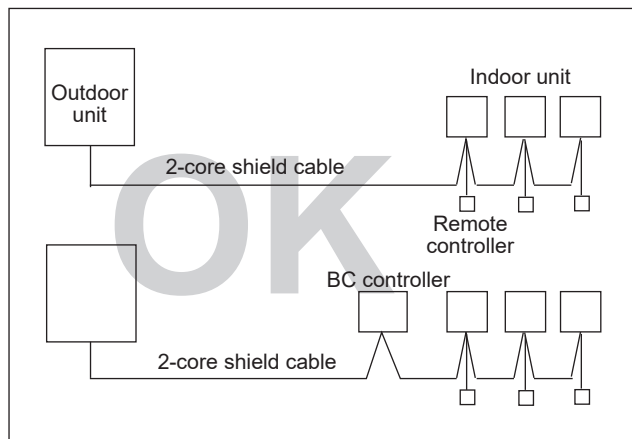 Outdoor
unit
Indoor unit
2-core shield cable
OK
Remote
controller
BC controller
2-core shield cable